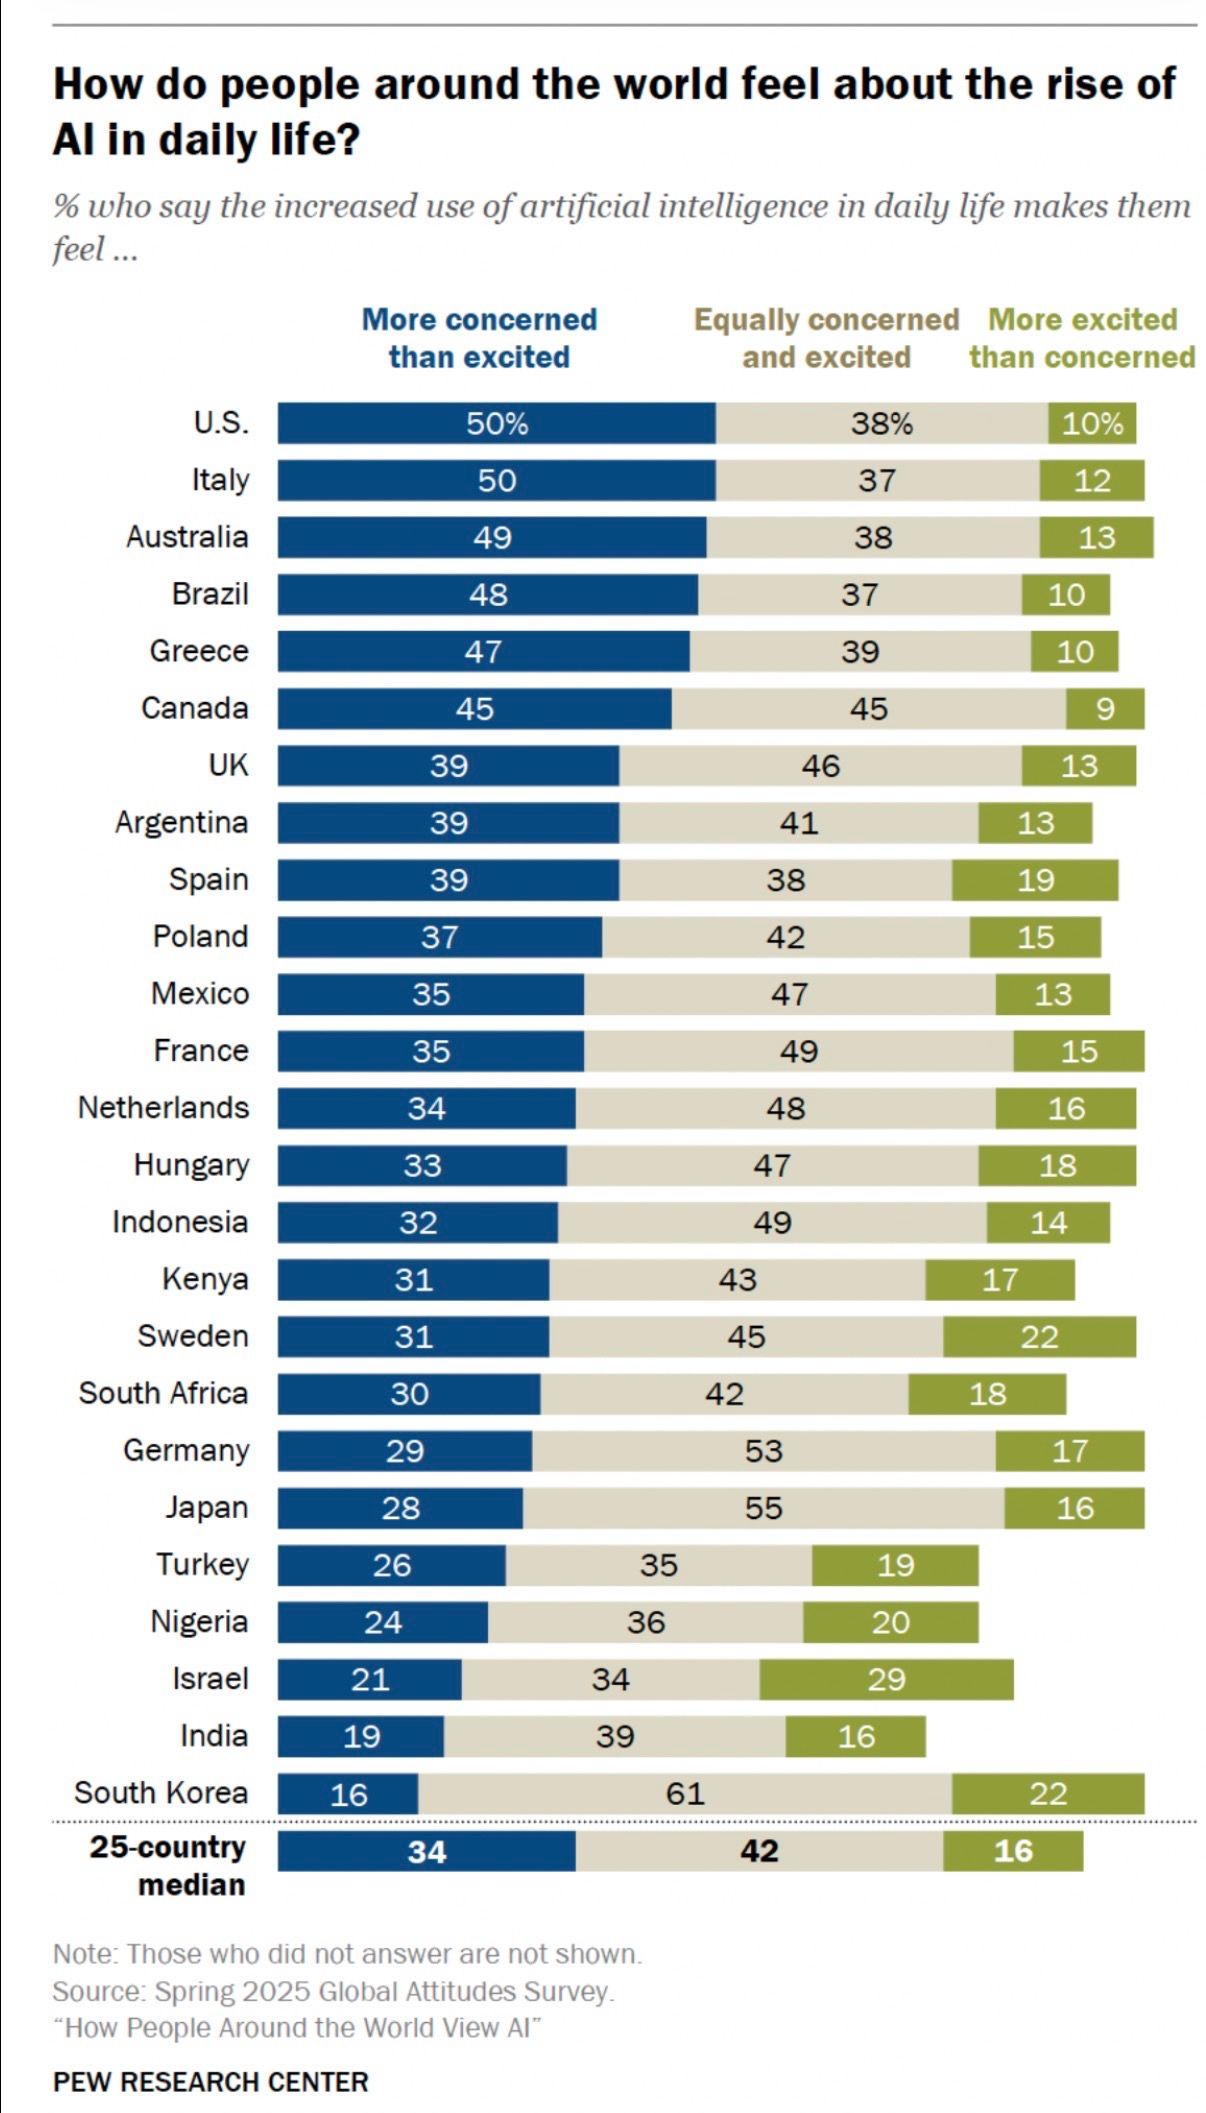 How do people around the world feel about the rise of
AI in daily life?
% who say the increased use of artificial intelligence in daily life makes them
feel ...
More concerned than excited
Equally concerned and excited
More excited than concerned
U.S. 50% 38% 10%
Italy 50 37 12
Australia 49 38 13
Brazil 48 37 10
Greece 47 39 10
Canada 45 45 9
UK 39 46 13
Argentina 39 41 13
Spain 39 38 19
Poland 37 42 15
Mexico 35 47 13
France 35 49 15
Netherlands 34 48 16
Hungary 33 47 18
Indonesia 32 49 14
Kenya 31 43 17
Sweden 31 45 22
South Africa 30 42 18
Germany 29 53 17
Japan 28 55 16
Turkey 26 35 19
Nigeria 24 36 20
Israel 21 34 29
India 19 39 16
South Korea 16 61 22
25-country median 34 42 16
Note: Those who did not answer are not shown.
Source: Spring 2025 Global Attitudes Survey.
“How People Around the World View AI”
PEW RESEARCH CENTER